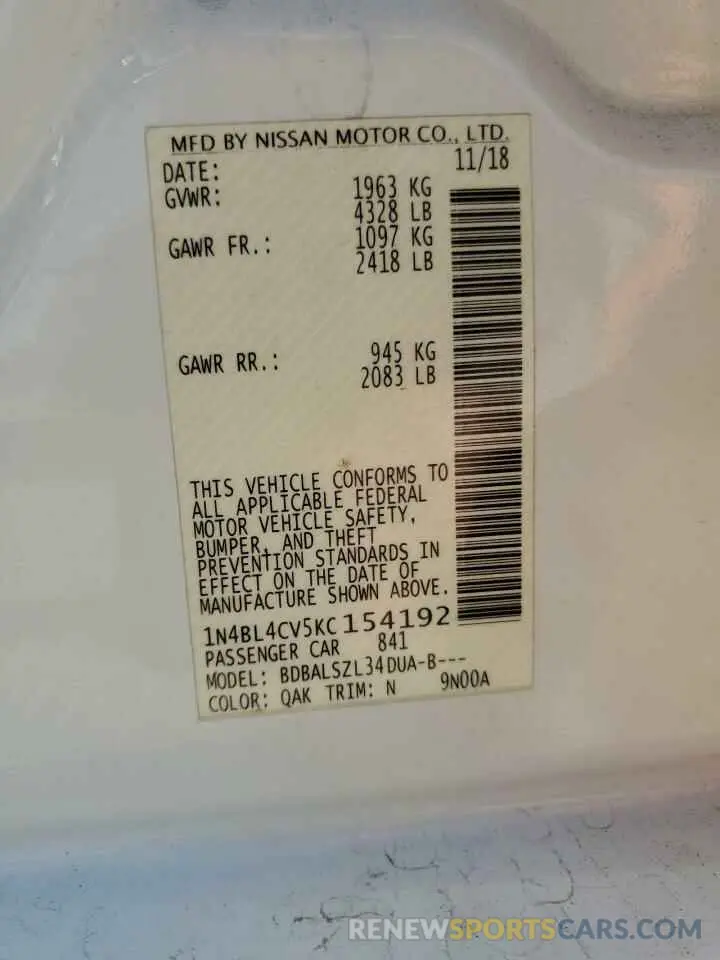 MFD BY NISSAN MOTOR CO., LTD.
DATE: 11/18
GVWR: 1963 KG
4328 LB
GAWR FR.: 1097 KG
2418 LB
GAWR RR.: 945 KG
2083 LB
THIS VEHICLE CONFORMS TO
ALL APPLICABLE FEDERAL
MOTOR VEHICLE SAFETY,
BUMPER, AND THEFT
PREVENTION STANDARDS IN
EFFECT ON THE DATE OF
MANUFACTURE SHOWN ABOVE.
1N4BL4CV5KC154192
PASSENGER CAR 841
MODEL: BDBALSZL34DUA-B---
COLOR: QAK TRIM: N 9N00A
RENEWSPORTSCARS.COM